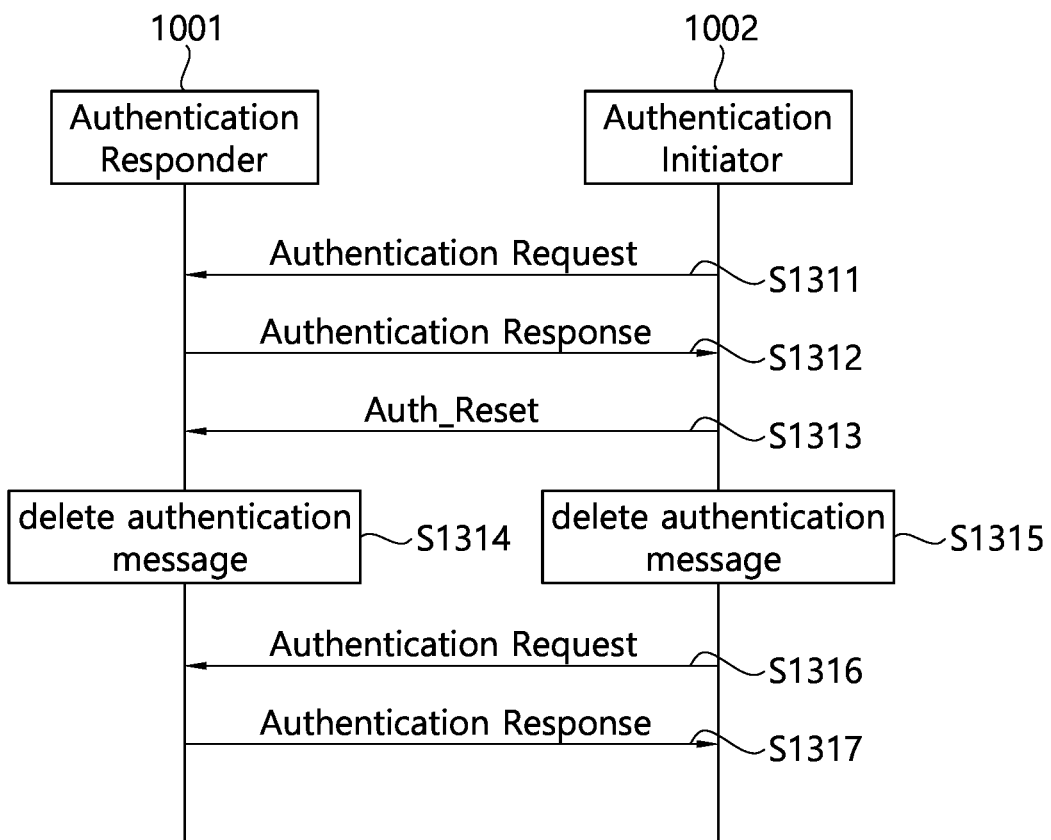 1001
1002
Authentication
Responder
Authentication
Initiator
Authentication Request
S1311
Authentication Response
S1312
Auth_Reset
S1313
delete authentication
message
S1314
delete authentication
message
S1315
Authentication Request
S1316
Authentication Response
S1317